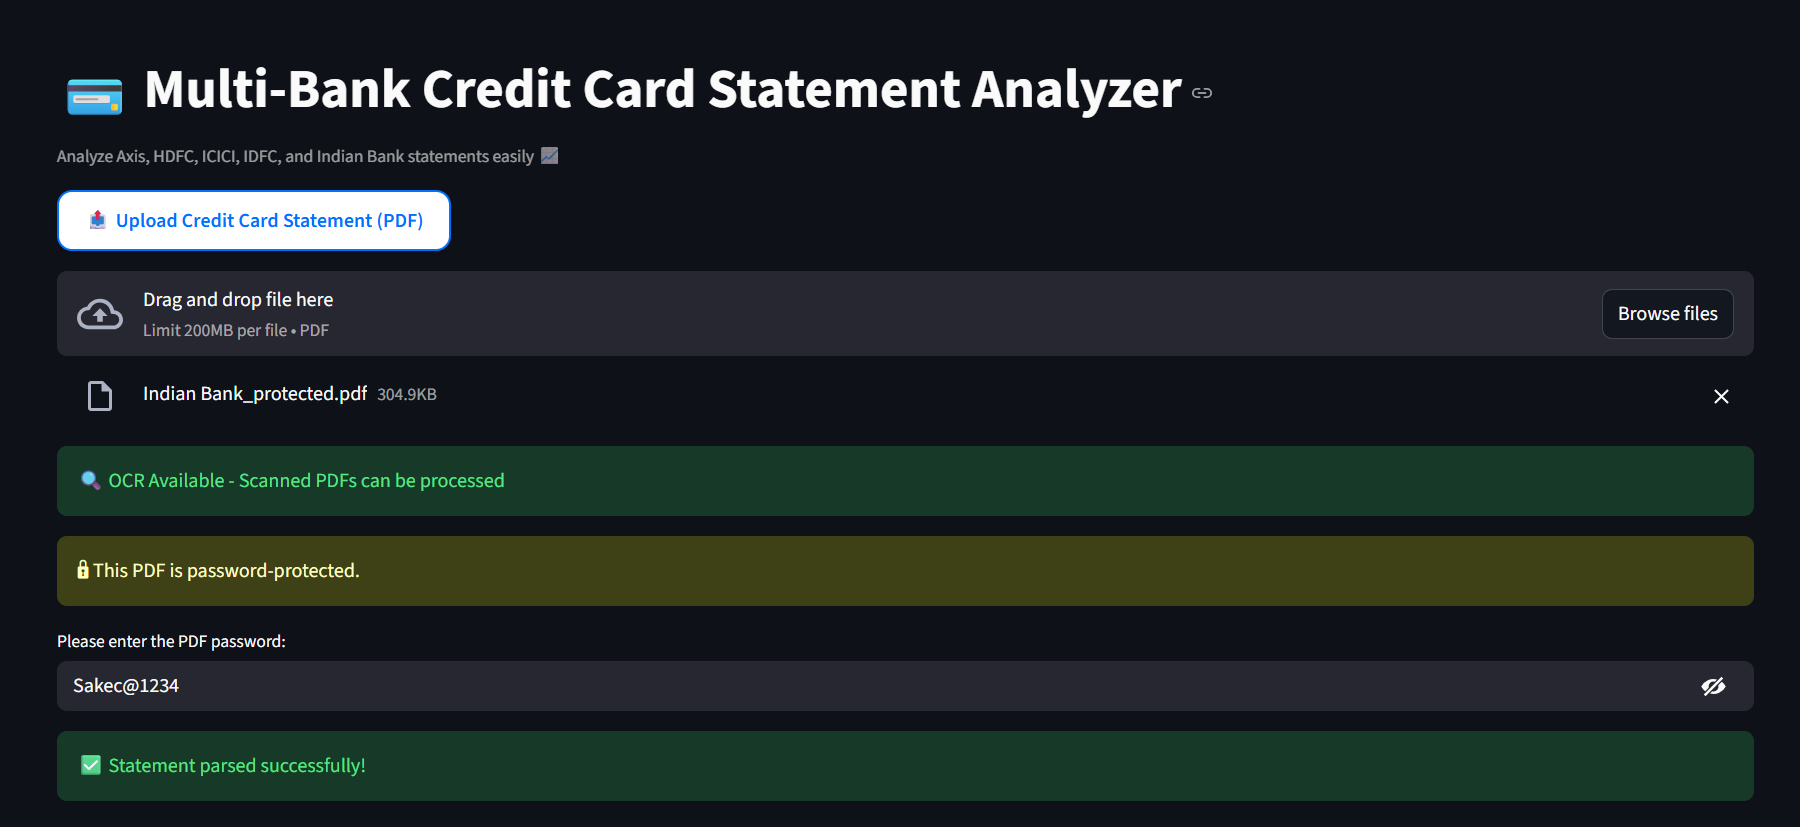 Multi-Bank Credit Card Statement Analyzer
Analyze Axis, HDFC, ICICI, IDFC, and Indian Bank statements easily
Upload Credit Card Statement (PDF)
Drag and drop file here
Limit 200MB per file • PDF
Browse files
Indian Bank_protected.pdf 304.9KB
OCR Available - Scanned PDFs can be processed
This PDF is password-protected.
Please enter the PDF password:
Sakec@1234
Statement parsed successfully!